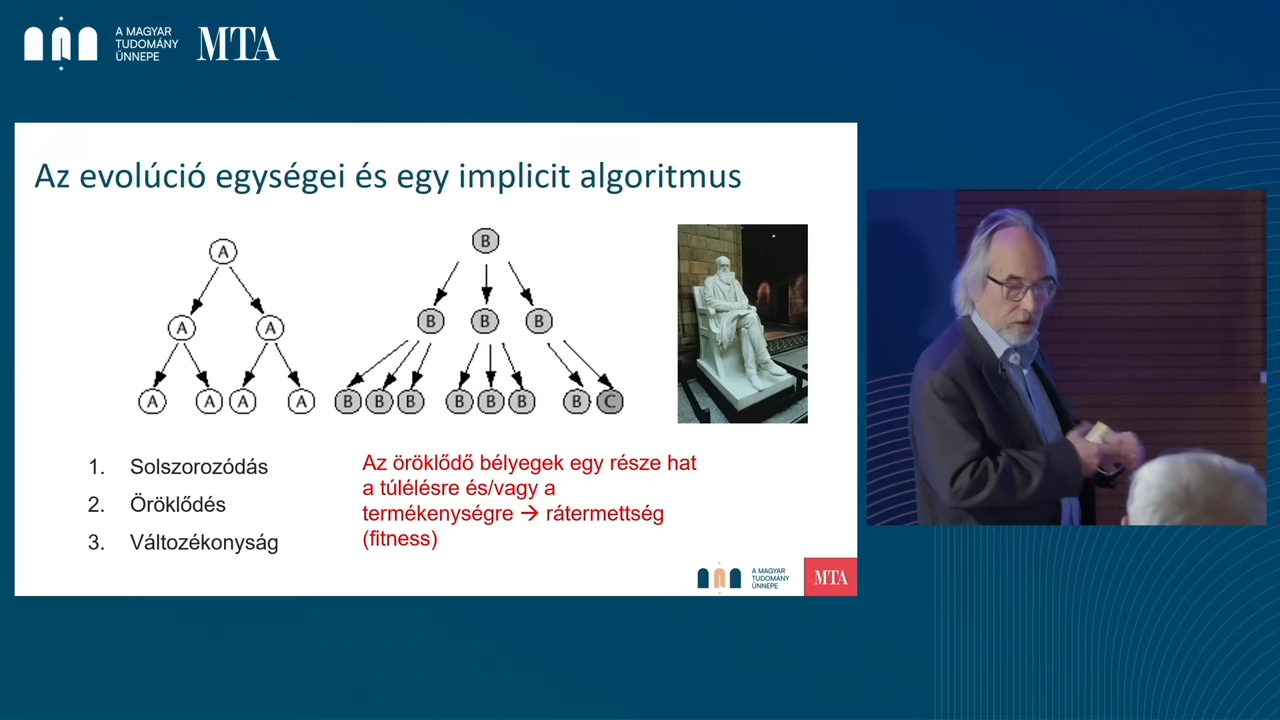 A MAGYAR
TUDOMÁNY
ÜNNEPE
MTA
Az evolúció egységei és egy implicit algoritmus
A
B
A A
B B B
A A A A
B B B B B B B C
1. Solszorozódás
2. Öröklődés
3. Változékonyság
Az öröklődő bélyegek egy része hat
a túlélésre és/vagy a
termékenységre → rátermettség
(fitness)
A MAGYAR
TUDOMÁNY
ÜNNEPE
MTA